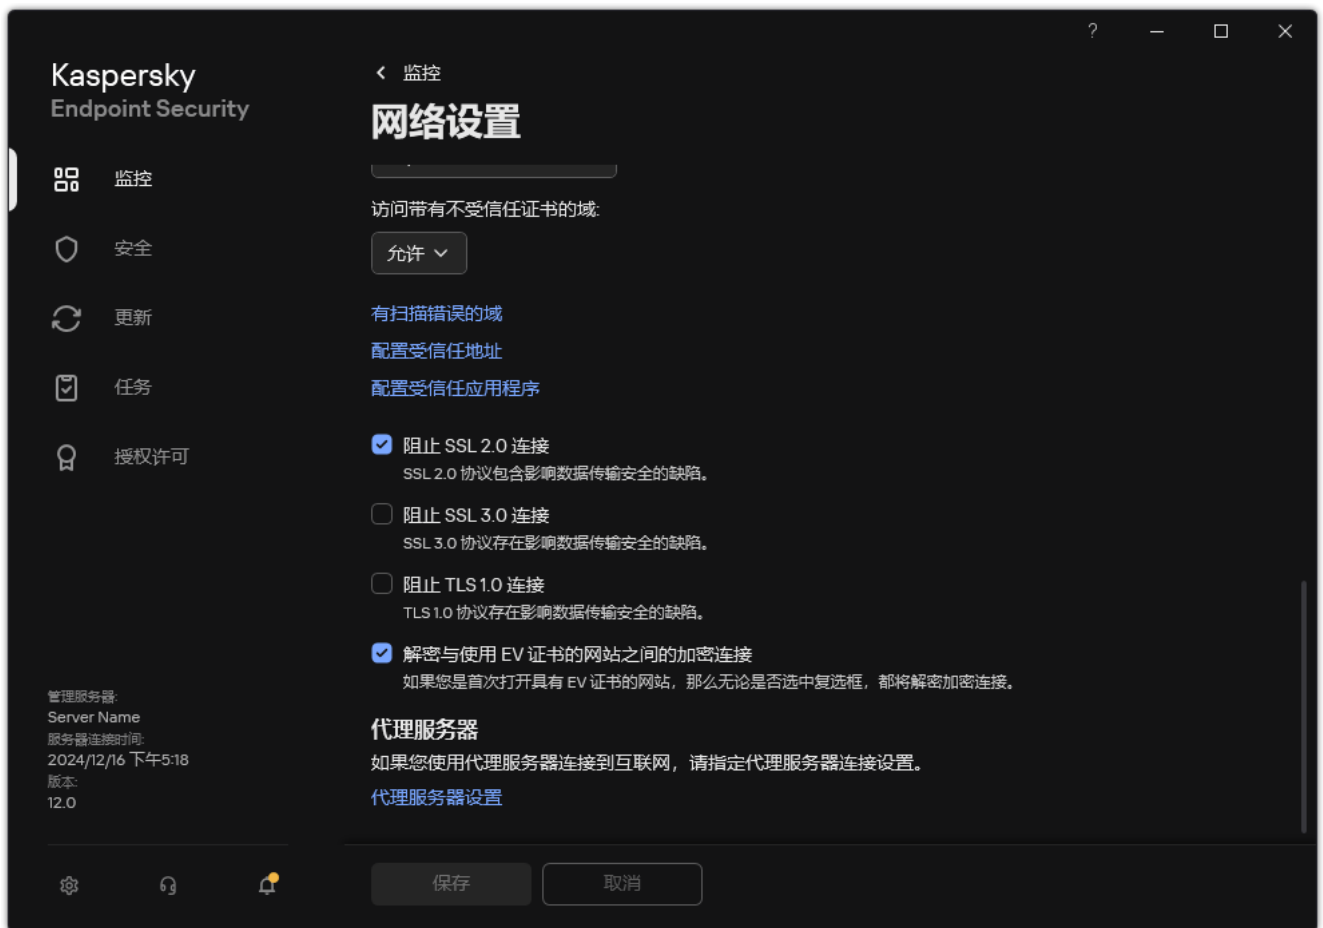 ?
Kaspersky
Endpoint Security
监控
安全
更新
任务
授权许可
管理服务器:
Server Name
服务器连接时间:
2024/12/16 下午5:18
版本:
12.0
监控
网络设置
访问带有不受信任证书的域:
允许
有扫描错误的域
配置受信任地址
配置受信任应用程序
阻止 SSL 2.0 连接
SSL 2.0 协议包含影响数据传输安全的缺陷。
阻止 SSL 3.0 连接
SSL 3.0 协议存在影响数据传输安全的缺陷。
阻止 TLS 1.0 连接
TLS 1.0 协议存在影响数据传输安全的缺陷。
解密与使用 EV 证书的网站之间的加密连接
如果您是首次打开具有 EV 证书的网站，那么无论是否选中复选框，都将解密加密连接。
代理服务器
如果您使用代理服务器连接到互联网，请指定代理服务器连接设置。
代理服务器设置
保存
取消